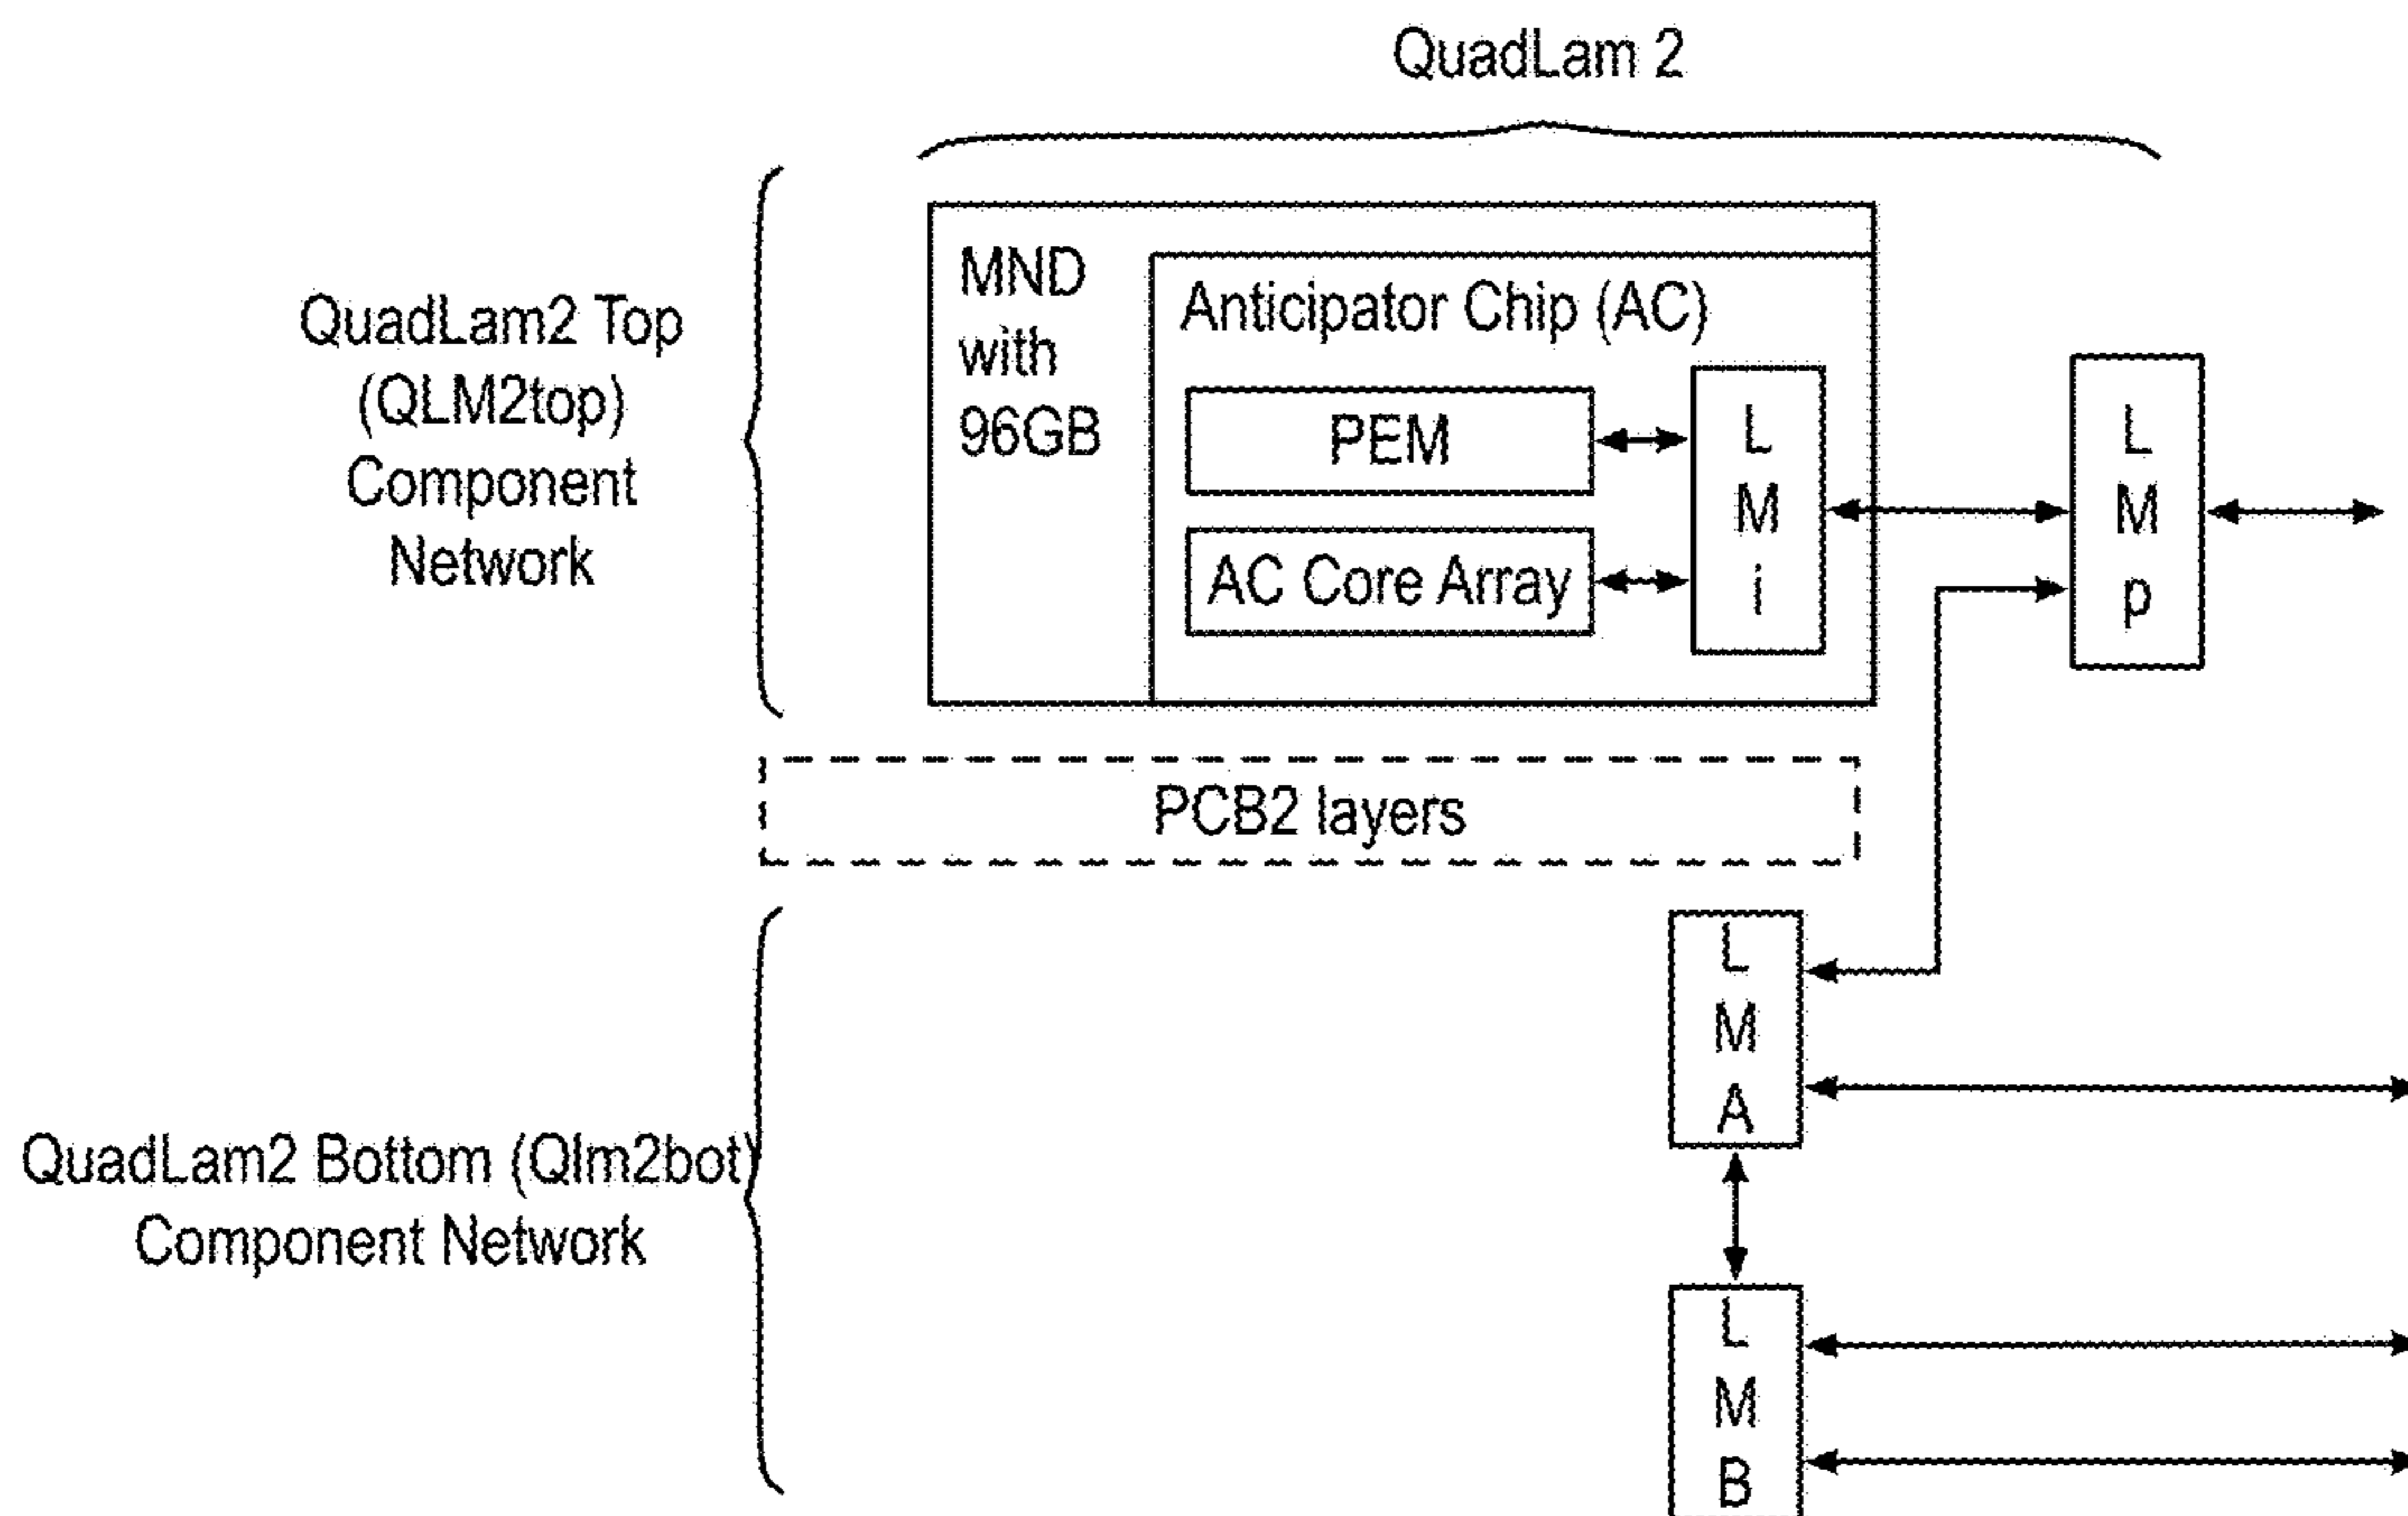 QuadLam 2
QuadLam2 Top
(QLM2top)
Component
Network
MND
with
96GB
Anticipator Chip (AC)
PEM
AC Core Array
L
M
i
L
M
p
PCB2 layers
QuadLam2 Bottom (Qlm2bot)
Component Network
L
M
A
L
M
B